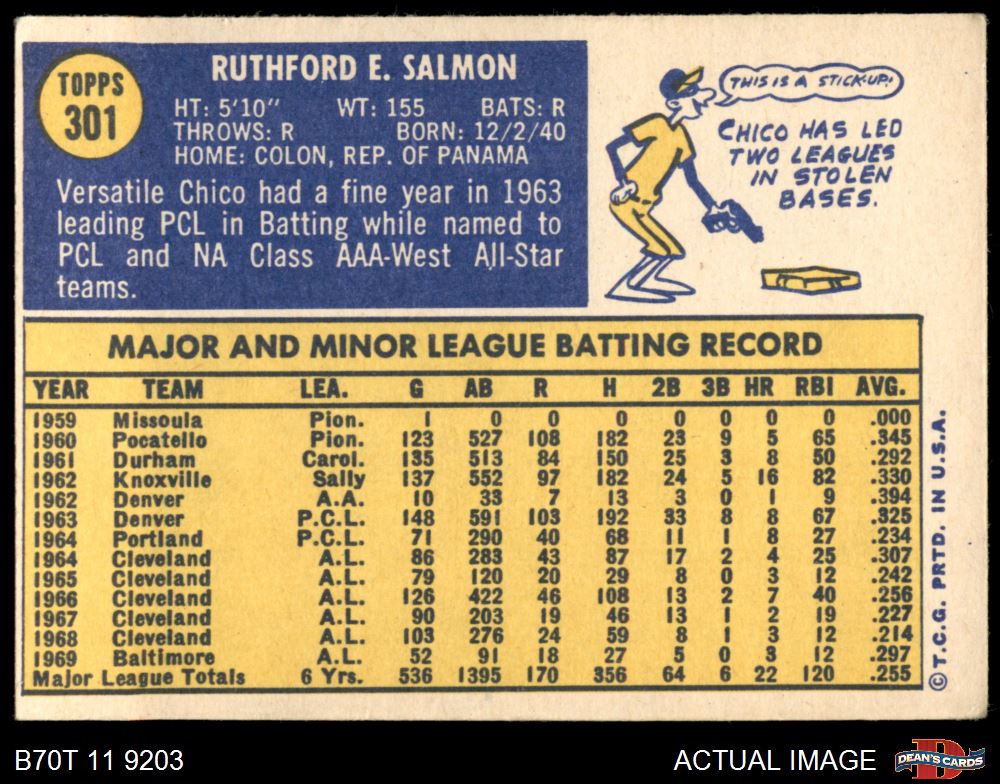 TOPPS
301
RUTHFORD E. SALMON
HT: 5'10" WT: 155 BATS: R
THROWS: R BORN: 12/2/40
HOME: COLON, REP. OF PANAMA
Versatile Chico had a fine year in 1963
leading PCL in Batting while named to
PCL and NA Class AAA-West All-Star
teams.
THIS IS A STICK-UP!
CHICO HAS LED
TWO LEAGUES
IN STOLEN
BASES.
MAJOR AND MINOR LEAGUE BATTING RECORD
YEAR TEAM LEA. G AB R H 2B 3B HR RBI AVG.
1959 Missoula Pion. 1 0 0 0 0 0 0 0 .000
1960 Pocatello Pion. 123 527 108 182 23 9 5 65 .345
1961 Durham Carol. 135 513 84 150 25 3 8 50 .292
1962 Knoxville Sally 137 552 97 182 24 5 16 82 .330
1962 Denver A.A. 10 33 7 13 3 0 1 9 .394
1963 Denver P.C.L. 148 591 103 192 33 8 8 67 .325
1964 Portland P.C.L. 71 290 40 68 11 1 8 27 .234
1964 Cleveland A.L. 86 283 43 87 17 2 4 25 .307
1965 Cleveland A.L. 79 120 20 29 8 0 3 12 .242
1966 Cleveland A.L. 126 422 46 108 13 2 7 40 .256
1967 Cleveland A.L. 90 203 19 46 13 1 2 19 .227
1968 Cleveland A.L. 103 276 24 59 8 1 3 12 .214
1969 Baltimore A.L. 52 91 18 27 5 0 3 12 .297
Major League Totals 6 Yrs. 536 1395 170 356 64 6 22 120 .255
© T.C.G. PRTD. IN U.S.A.
B70T 11 9203
ACTUAL IMAGE
D
DEAN'S CARDS